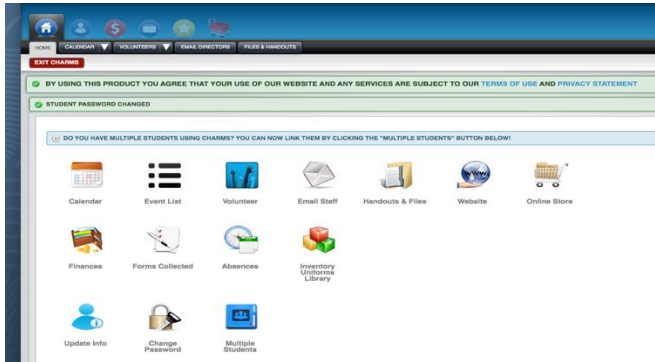 HOME CALENDAR VOLUNTEERS EMAIL DIRECTORS FILES & HANDOUTS
EXIT CHARMS
BY USING THIS PRODUCT YOU AGREE THAT YOUR USE OF OUR WEBSITE AND ANY SERVICES ARE SUBJECT TO OUR TERMS OF USE AND PRIVACY STATEMENT
STUDENT PASSWORD CHANGED
DO YOU HAVE MULTIPLE STUDENTS USING CHARMS? YOU CAN NOW LINK THEM BY CLICKING THE "MULTIPLE STUDENTS" BUTTON BELOW!
www
Calendar Event List Volunteer Email Staff Handouts & Files Website Online Store
Finances Forms Collected Absences Inventory
Uniforms
Library
Update Info Change Multiple
Password Students